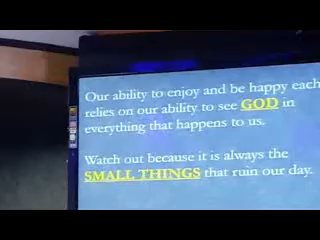 Our ability to enjoy and be happy each
relies on our ability to see GOD in
everything that happens to us.
Watch out because it is always the
SMALL THINGS that ruin our day.